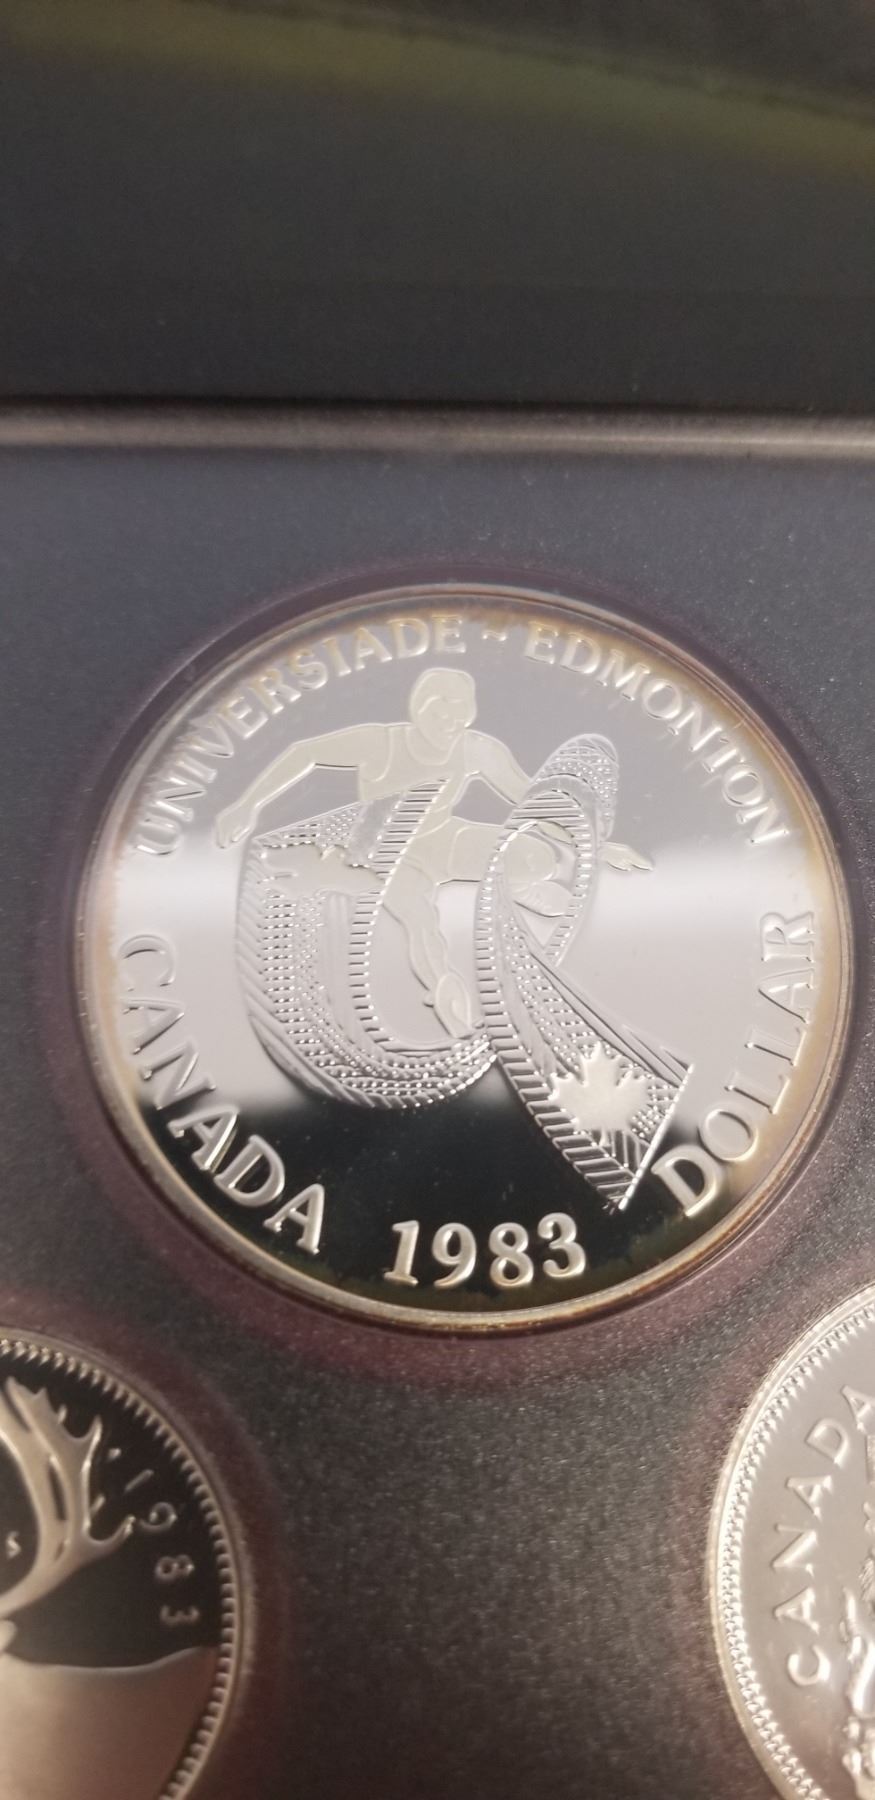 UNIVERSIADE - EDMONTON
CANADA 1983 DOLLAR
1983
CANADA